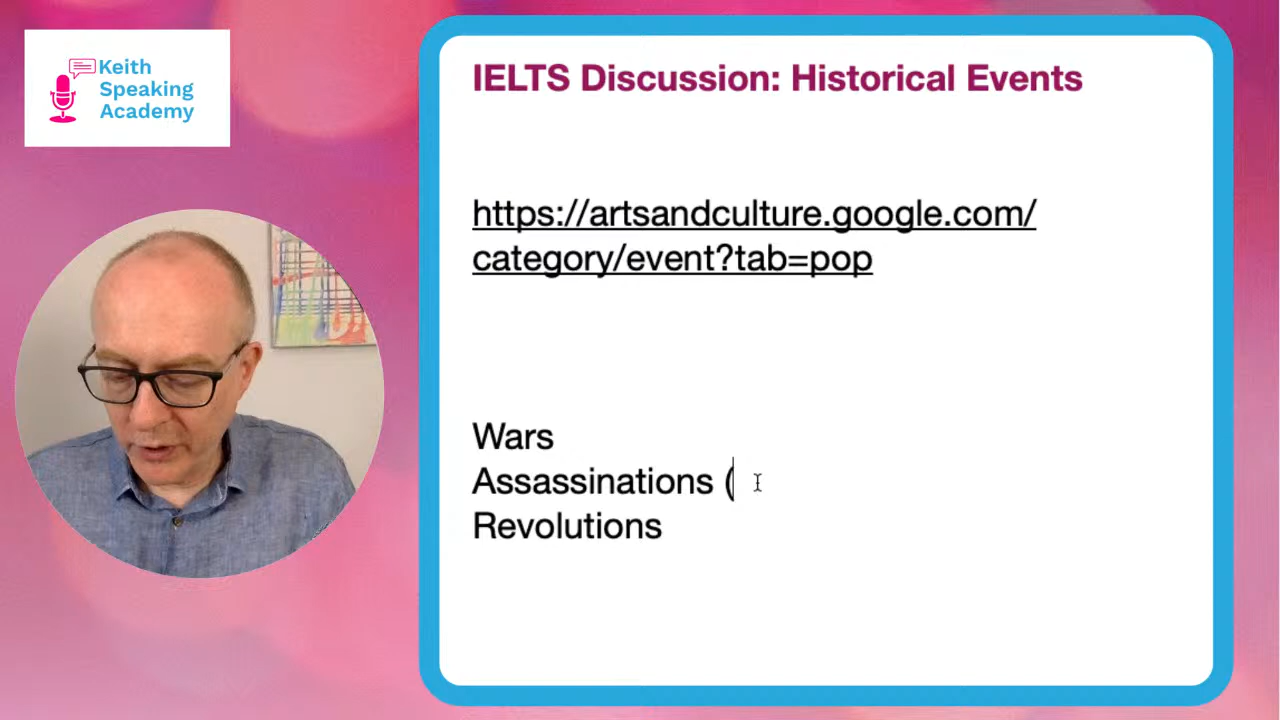 Keith
Speaking
Academy
IELTS Discussion: Historical Events
https://artsandculture.google.com/
category/event?tab=pop
Wars
Assassinations (
Revolutions